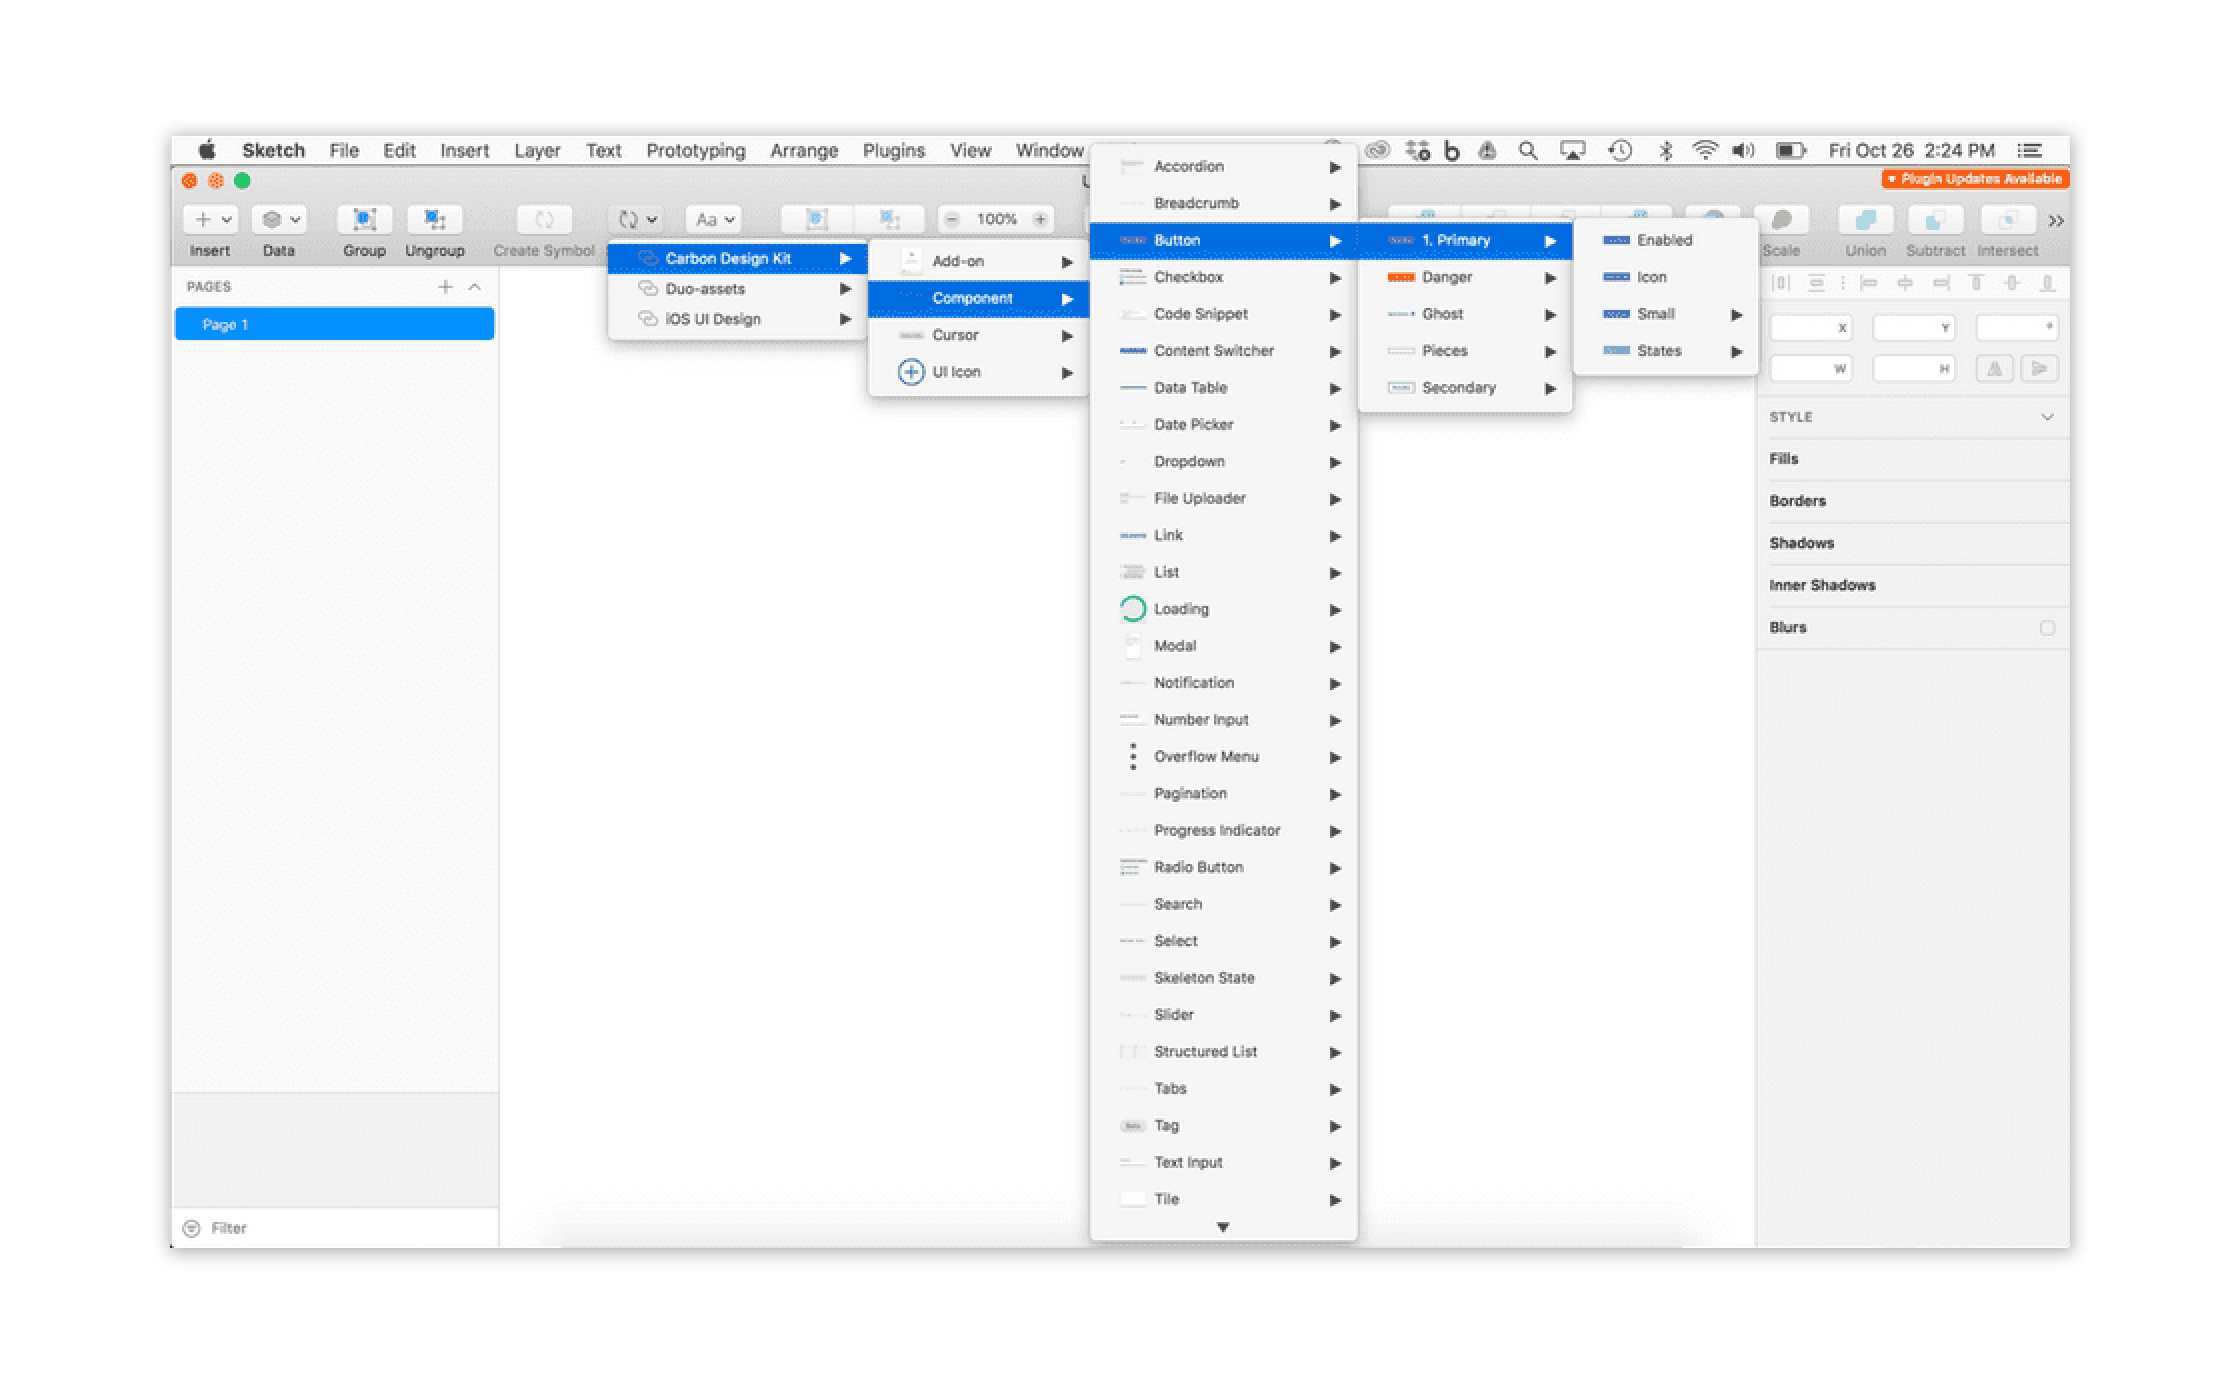 Sketch File Edit Insert Layer Text Prototyping Arrange Plugins View Window
Fri Oct 26 2:24 PM
Plugin Updates Available
Aa
100%
Insert Data Group Ungroup Create Symbol
Scale Union Subtract Intersect
PAGES
Page 1
Filter
Carbon Design Kit
Duo-assets
iOS UI Design
Add-on
Component
Cursor
UI Icon
Accordion
Breadcrumb
Button
Checkbox
Code Snippet
Content Switcher
Data Table
Date Picker
Dropdown
File Uploader
Link
List
Loading
Modal
Notification
Number Input
Overflow Menu
Pagination
Progress Indicator
Radio Button
Search
Select
Skeleton State
Slider
Structured List
Tabs
Tag
Text Input
Tile
1. Primary
Danger
Ghost
Pieces
Secondary
Enabled
Icon
Small
States
X Y °
W H
STYLE
Fills
Borders
Shadows
Inner Shadows
Blurs